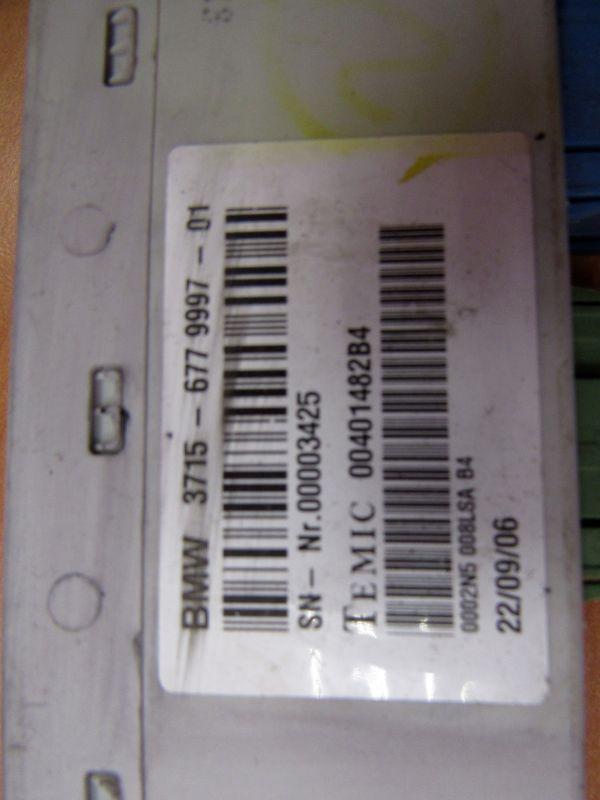 BMW 3715 - 677 9997 - 01
SN - Nr.00003425
TEMIC 00401482B4
0002N5 008LSA B4
22/09/06